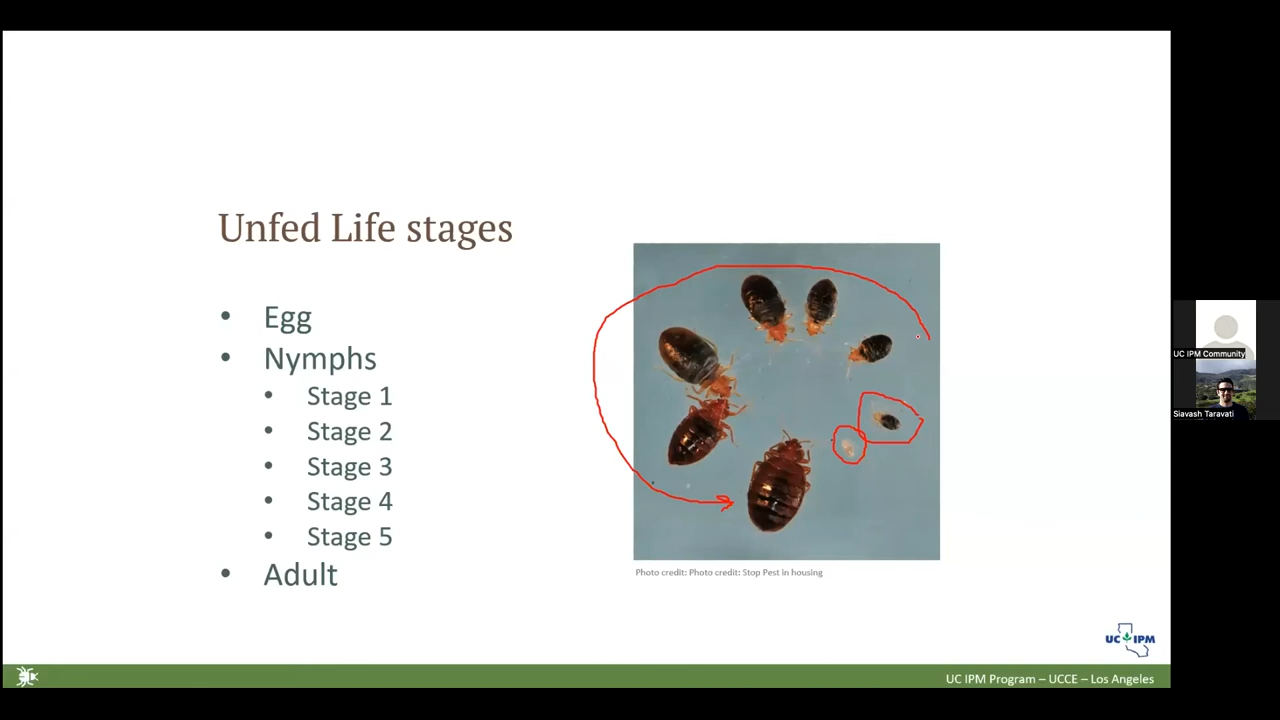 Unfed Life stages
• Egg
• Nymphs
• Stage 1
• Stage 2
• Stage 3
• Stage 4
• Stage 5
• Adult
Photo credit: Photo credit: Stop Pest in housing
UC IPM
UC IPM Program – UCCE – Los Angeles
UC IPM Community
Siavash Taravati